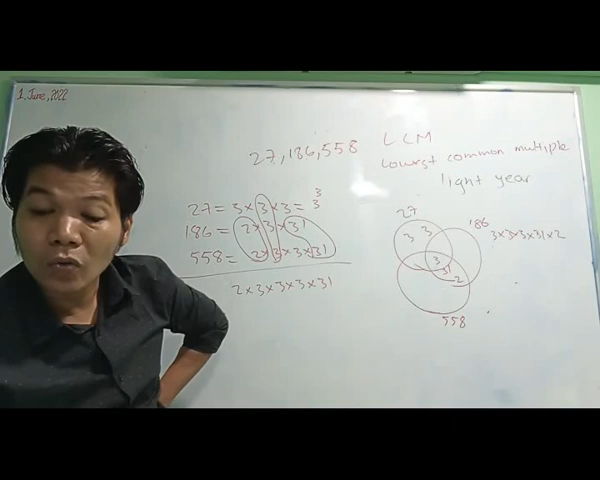 1. June, 2022
27, 186, 558
LCM
Lowest common multiple
light year
27 = 3 × 3 × 3 = 3³
186 = 2 × 3 × 31
558 = 2 × 3 × 3 × 31
2 × 3 × 3 × 3 × 31
27
186
3×3×3×31×2
3 3
3
31
2
558